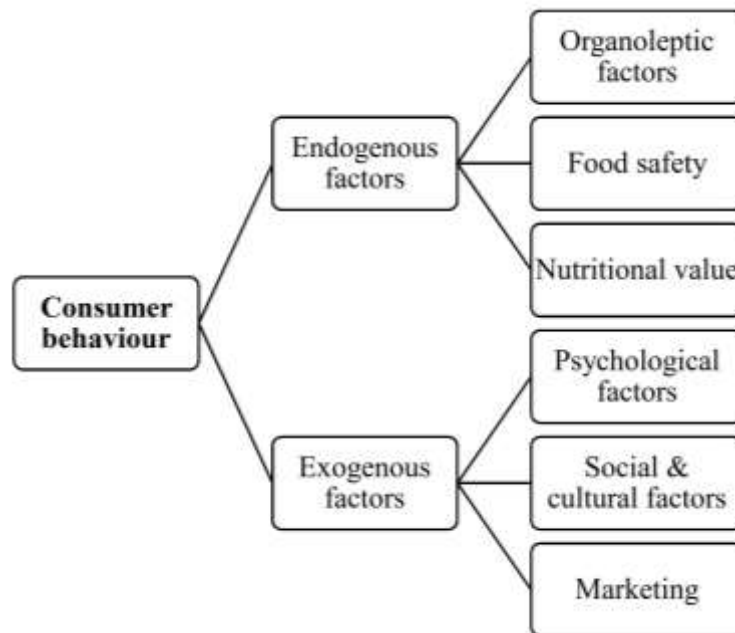 Organoleptic
factors
Endogenous
factors
Food safety
Nutritional value
Consumer
behaviour
Psychological
factors
Exogenous
factors
Social &
cultural factors
Marketing